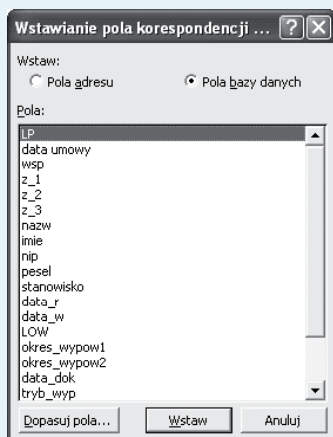 Wstawianie pola korespondencji ...
Wstaw:
Pola adresu Pola bazy danych
Pola:
LP
data umowy
wsp
z_1
z_2
z_3
nazw
imie
nip
pesel
stanowisko
data_r
data_w
LOW
okres_wypow1
okres_wypow2
data_dok
tryb_wyp
Dopasuj pola... Wstaw Anuluj